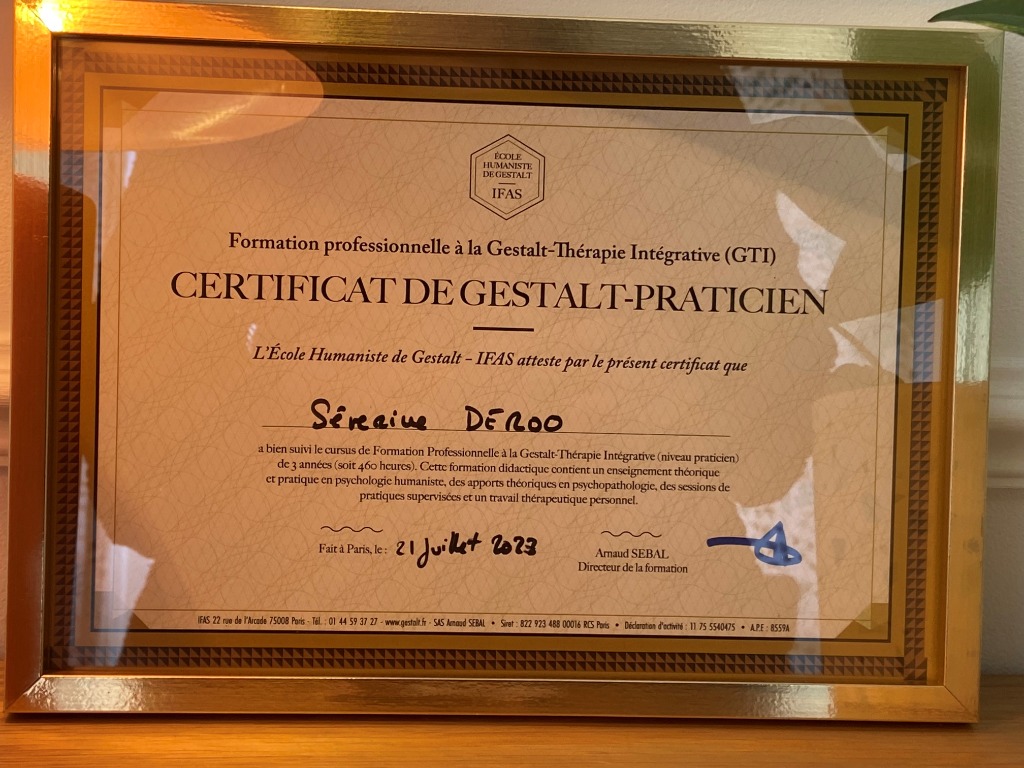 ÉCOLE
HUMANISTE
DE GESTALT
IFAS
Formation professionnelle à la Gestalt-Thérapie Intégrative (GTI)
CERTIFICAT DE GESTALT-PRATICIEN
L'École Humaniste de Gestalt – IFAS atteste par le présent certificat que
Séverine DEROO
a bien suivi le cursus de Formation Professionnelle à la Gestalt-Thérapie Intégrative (niveau praticien)
de 3 années (soit 460 heures). Cette formation didactique contient un enseignement théorique
et pratique en psychologie humaniste, des apports théoriques en psychopathologie, des sessions de
pratiques supervisées et un travail thérapeutique personnel.
Fait à Paris, le : 21 Juillet 2023
Arnaud SEBAL
Directeur de la formation
IFAS 22 rue de l'Arcade 75008 Paris - Tél. : 01 44 59 37 27 - www.gestalt.fr - SAS Arnaud SEBAL • Siret : 822 923 488 00016 RCS Paris • Déclaration d'activité : 11 75 5540475 • A.P.E : 8559A